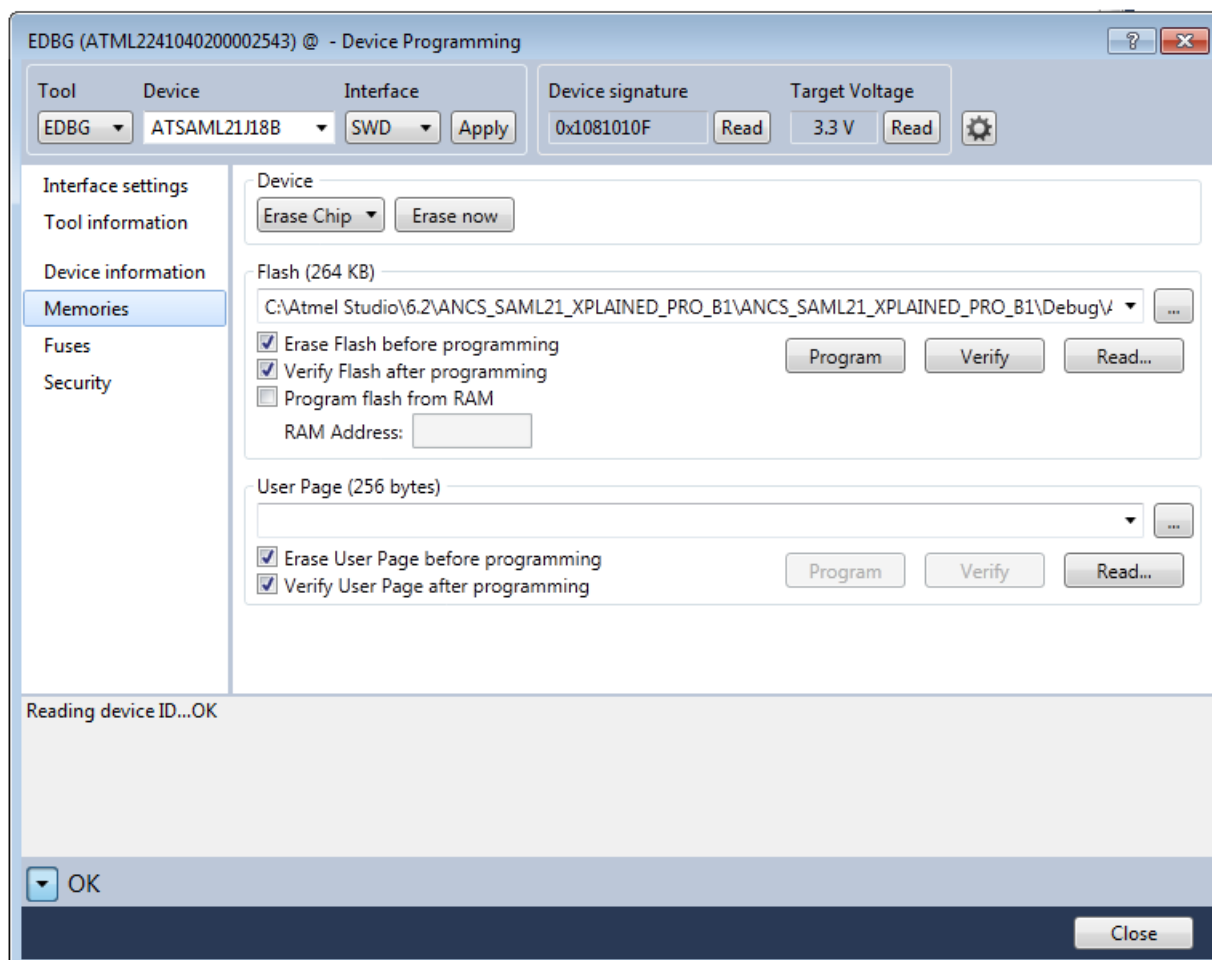 EDBG (ATML2241040200002543) @ - Device Programming
Tool Device Interface Device signature Target Voltage
EDBG ATSAML21J18B SWD Apply 0x1081010F Read 3.3 V Read
Interface settings
Tool information
Device information
Memories
Fuses
Security
Device
Erase Chip Erase now
Flash (264 KB)
C:\Atmel Studio\6.2\ANCS_SAML21_XPLAINED_PRO_B1\ANCS_SAML21_XPLAINED_PRO_B1\Debug\ ...
Erase Flash before programming
Verify Flash after programming
Program Verify Read...
Program flash from RAM
RAM Address:
User Page (256 bytes)
...
Erase User Page before programming
Verify User Page after programming
Program Verify Read...
Reading device ID...OK
OK
Close